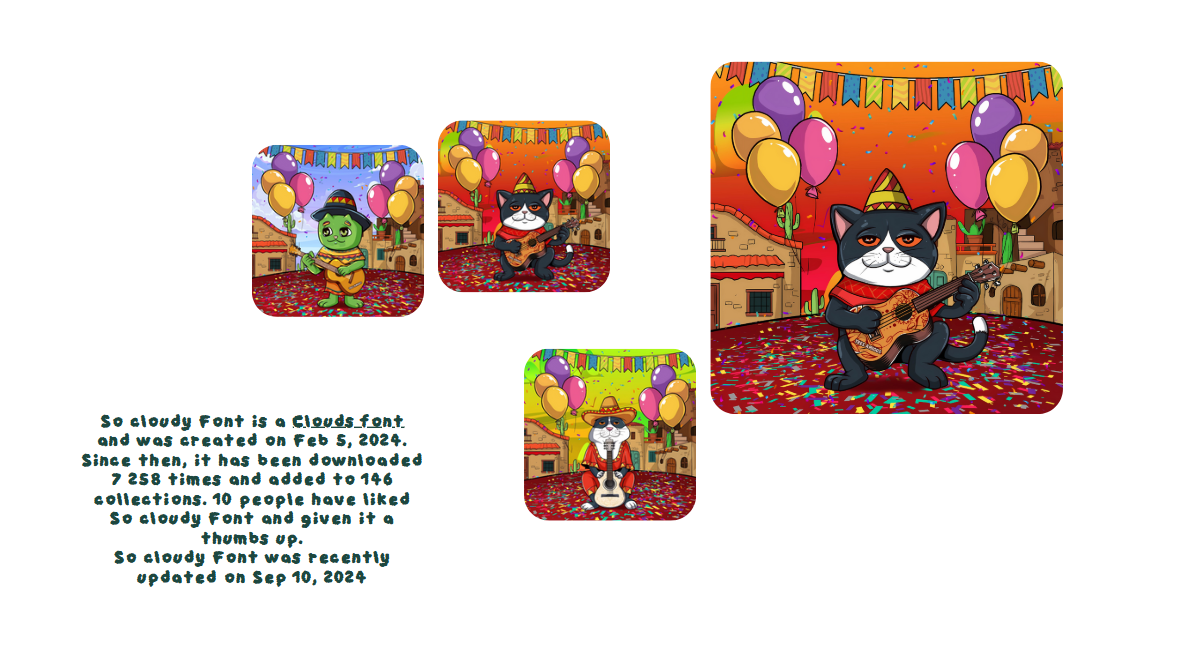 So cloudy Font is a Clouds font
and was created on Feb 5, 2024.
Since then, it has been downloaded
7 258 times and added to 146
collections. 10 people have liked
So cloudy Font and given it a
thumbs up.
So cloudy Font was recently
updated on Sep 10, 2024